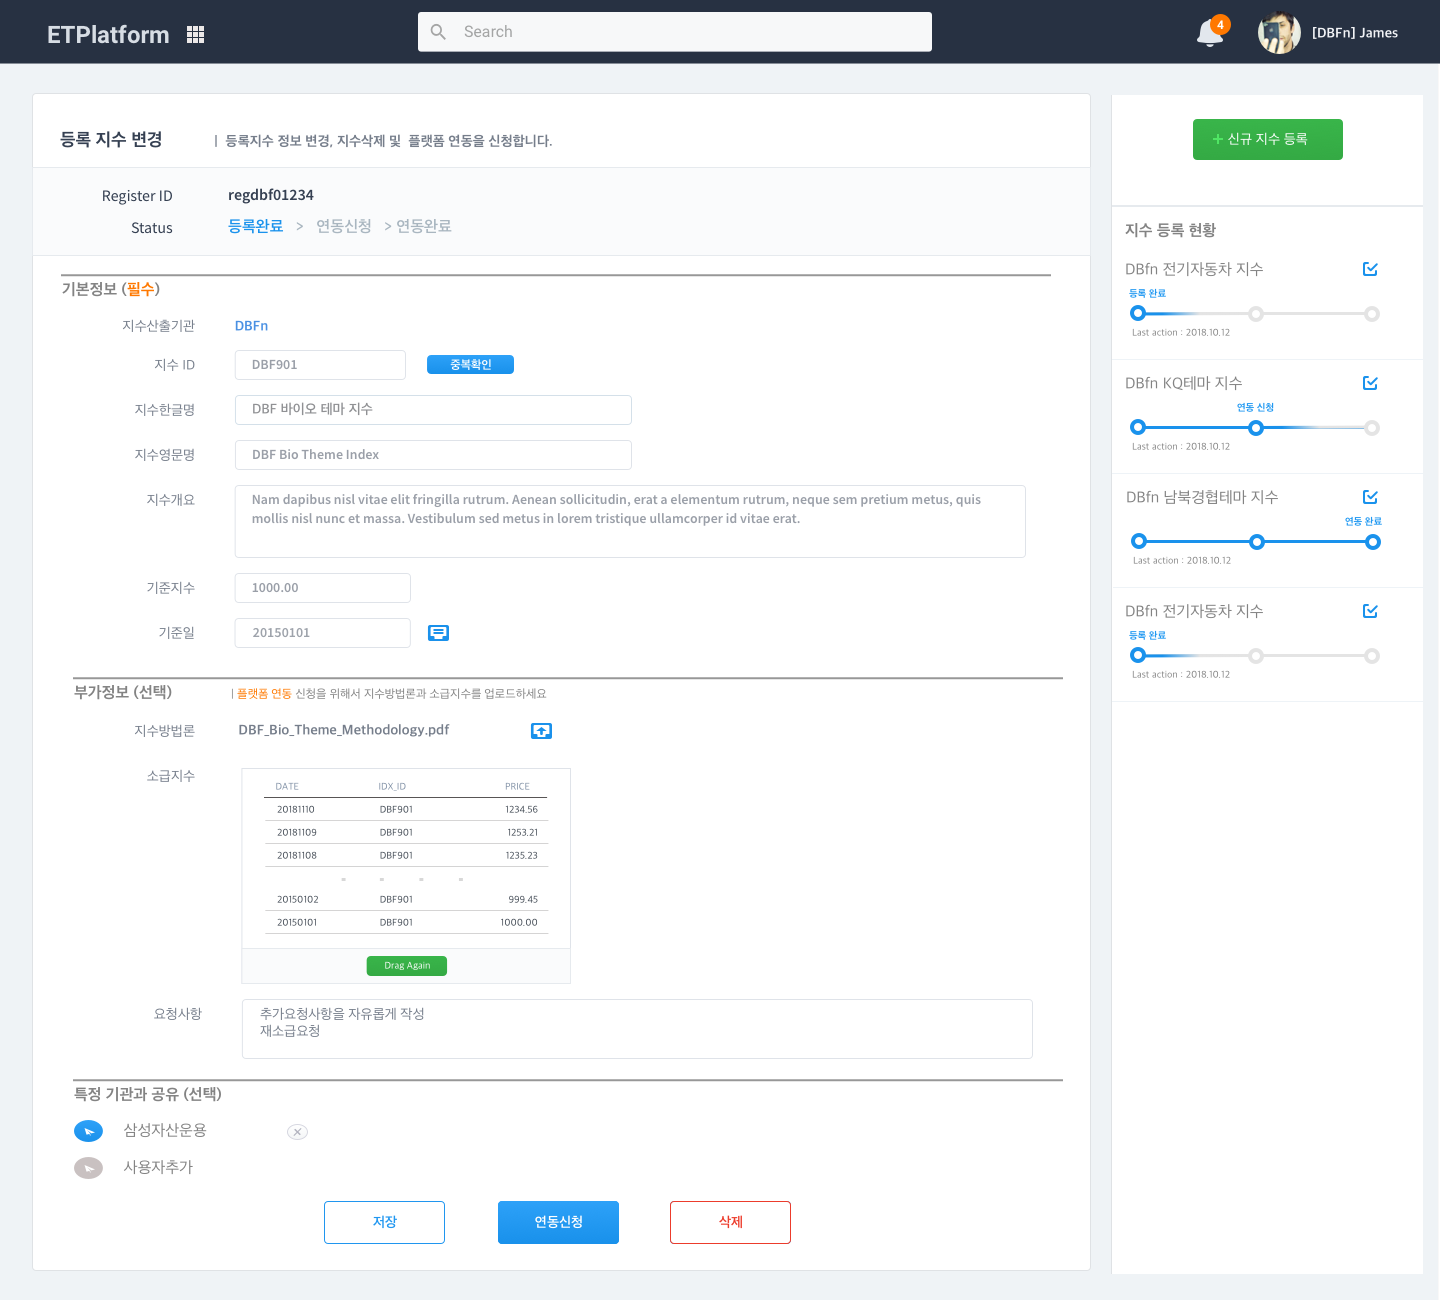 ETPlatform
Search
4
[DBFn] James
등록 지수 변경
| 등록지수 정보 변경, 지수삭제 및 플랫폼 연동을 신청합니다.
Register ID
regdbf01234
Status
등록완료 > 연동신청 > 연동완료
기본정보 (필수)
지수산출기관
DBFn
지수 ID
DBF901
중복확인
지수한글명
DBF 바이오 테마 지수
지수영문명
DBF Bio Theme Index
지수개요
Nam dapibus nisl vitae elit fringilla rutrum. Aenean sollicitudin, erat a elementum rutrum, neque sem pretium metus, quis
mollis nisl nunc et massa. Vestibulum sed metus in lorem tristique ullamcorper id vitae erat.
기준지수
1000.00
기준일
20150101
부가정보 (선택)
| 플랫폼 연동 신청을 위해서 지수방법론과 소급지수를 업로드하세요
지수방법론
DBF_Bio_Theme_Methodology.pdf
소급지수
DATE IDX_ID PRICE
20181110 DBF901 1234.56
20181109 DBF901 1253.21
20181108 DBF901 1235.23
- - - -
20150102 DBF901 999.45
20150101 DBF901 1000.00
Drag Again
요청사항
추가요청사항을 자유롭게 작성
재소급요청
특정 기관과 공유 (선택)
삼성자산운용
사용자추가
저장
연동신청
삭제
+ 신규 지수 등록
지수 등록 현황
DBfn 전기자동차 지수
등록 완료
Last action : 2018.10.12
DBfn KQ테마 지수
연동 신청
Last action : 2018.10.12
DBfn 남북경협테마 지수
연동 완료
Last action : 2018.10.12
DBfn 전기자동차 지수
등록 완료
Last action : 2018.10.12